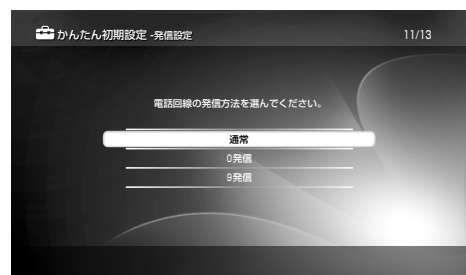 かんたん初期設定 -発信設定 11/13
電話回線の発信方法を選んでください。
通常
0発信
9発信